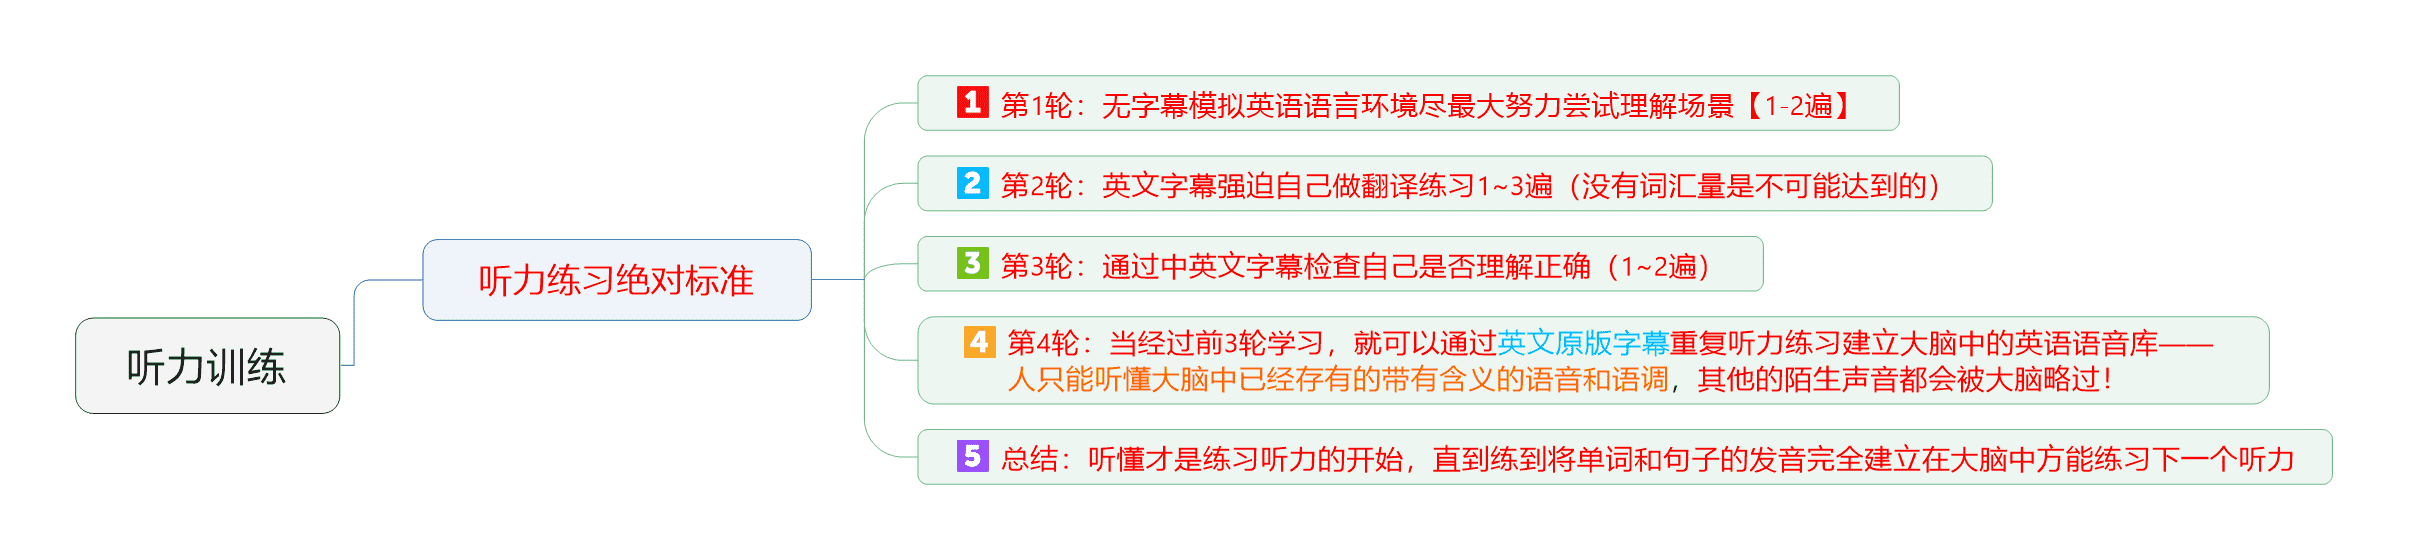 听力训练
听力练习绝对标准
1 第1轮：无字幕模拟英语语言环境尽最大努力尝试理解场景【1-2遍】
2 第2轮：英文字幕强迫自己做翻译练习1~3遍（没有词汇量是不可能达到的）
3 第3轮：通过中英文字幕检查自己是否理解正确（1~2遍）
4 第4轮：当经过前3轮学习，就可以通过英文原版字幕重复听力练习建立大脑中的英语语音库——
人只能听懂大脑中已经存有的带有含义的语音和语调，其他的陌生声音都会被大脑略过！
5 总结：听懂才是练习听力的开始，直到练到将单词和句子的发音完全建立在大脑中方能练习下一个听力